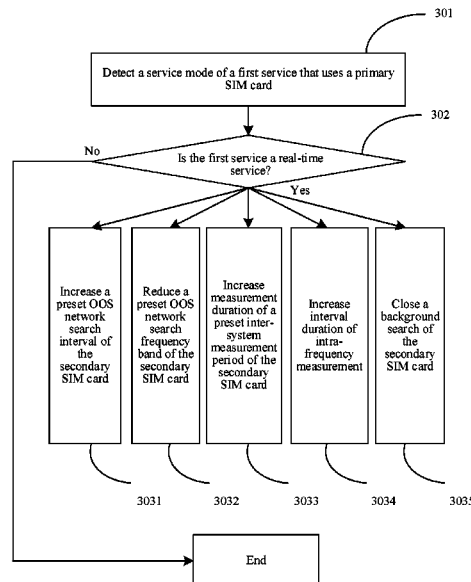 301
Detect a service mode of a first service that uses a primary
SIM card
302
No
Is the first service a real-time
service?
Yes
Increase a
preset OOS
network
search
interval of
the
secondary
SIM card
Reduce a
preset OOS
network
search
frequency
band of the
secondary
SIM card
Increase
measurement
duration of a
preset inter-
system
measurement
period of the
secondary
SIM card
Increase
interval
duration of
intra-
frequency
measurement
Close a
background
search of
the
secondary
SIM card
3031
3032
3033
3034
3035
End